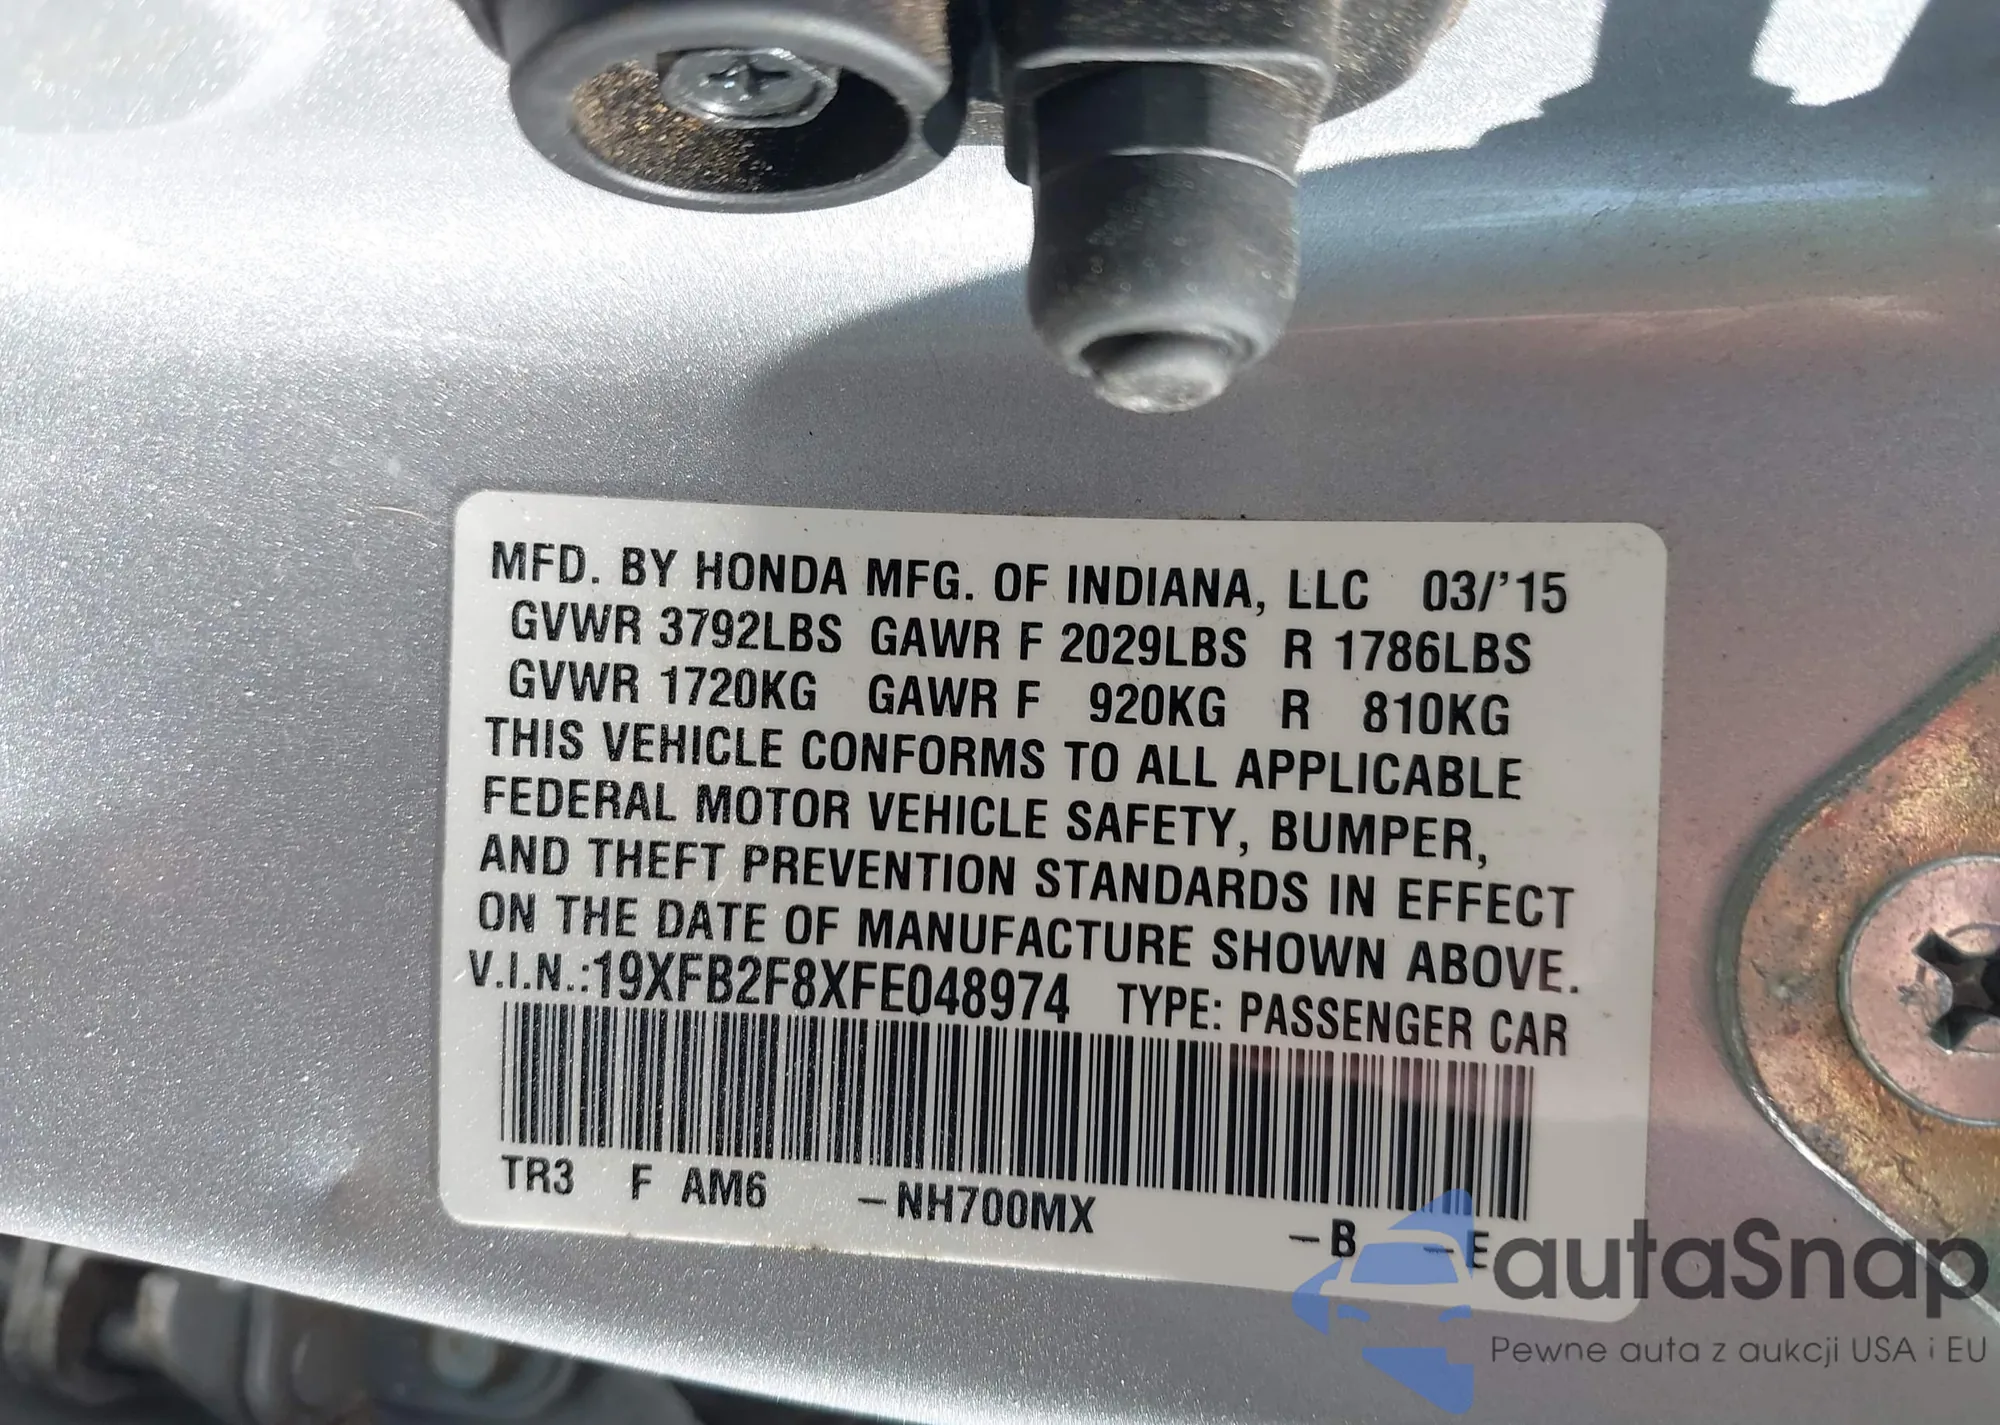 MFD. BY HONDA MFG. OF INDIANA, LLC 03/'15
GVWR 3792LBS GAWR F 2029LBS R 1786LBS
GVWR 1720KG GAWR F 920KG R 810KG
THIS VEHICLE CONFORMS TO ALL APPLICABLE
FEDERAL MOTOR VEHICLE SAFETY, BUMPER,
AND THEFT PREVENTION STANDARDS IN EFFECT
ON THE DATE OF MANUFACTURE SHOWN ABOVE.
V.I.N.:19XFB2F8XFE048974 TYPE: PASSENGER CAR
TR3 F AM6 –NH700MX –B –E
autaSnap
Pewne auta z aukcji USA i EU